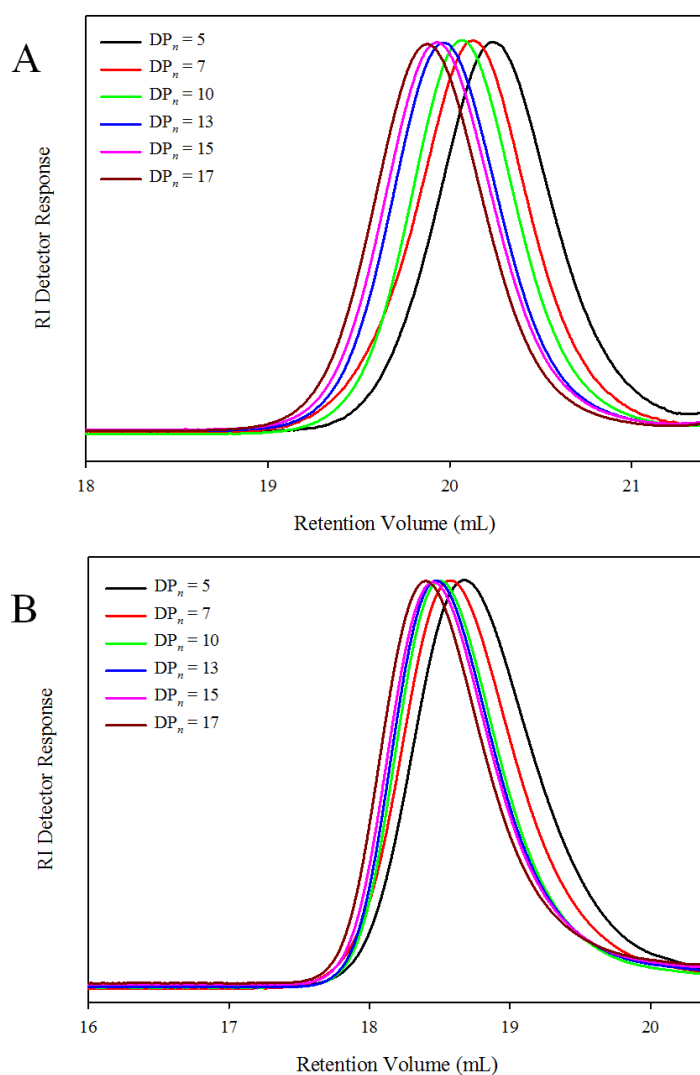 A
DPn = 5
DPn = 7
DPn = 10
DPn = 13
DPn = 15
DPn = 17
RI Detector Response
18
19
20
21
Retention Volume (mL)
B
DPn = 5
DPn = 7
DPn = 10
DPn = 13
DPn = 15
DPn = 17
RI Detector Response
16
17
18
19
20
Retention Volume (mL)